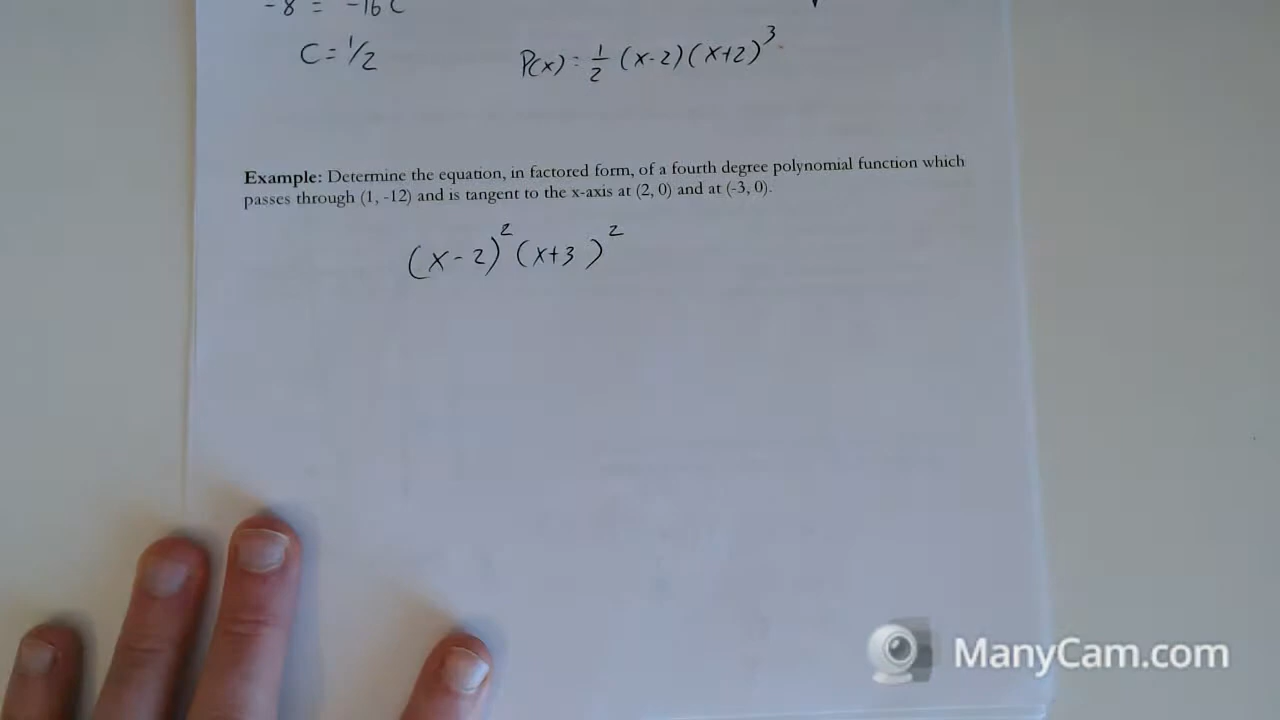 -8 = -16C
C = 1/2
P(x) = 1/2 (x-2)(x+2)^3
Example: Determine the equation, in factored form, of a fourth degree polynomial function which
passes through (1, -12) and is tangent to the x-axis at (2, 0) and at (-3, 0).
(x-2)^2 (x+3)^2
ManyCam.com